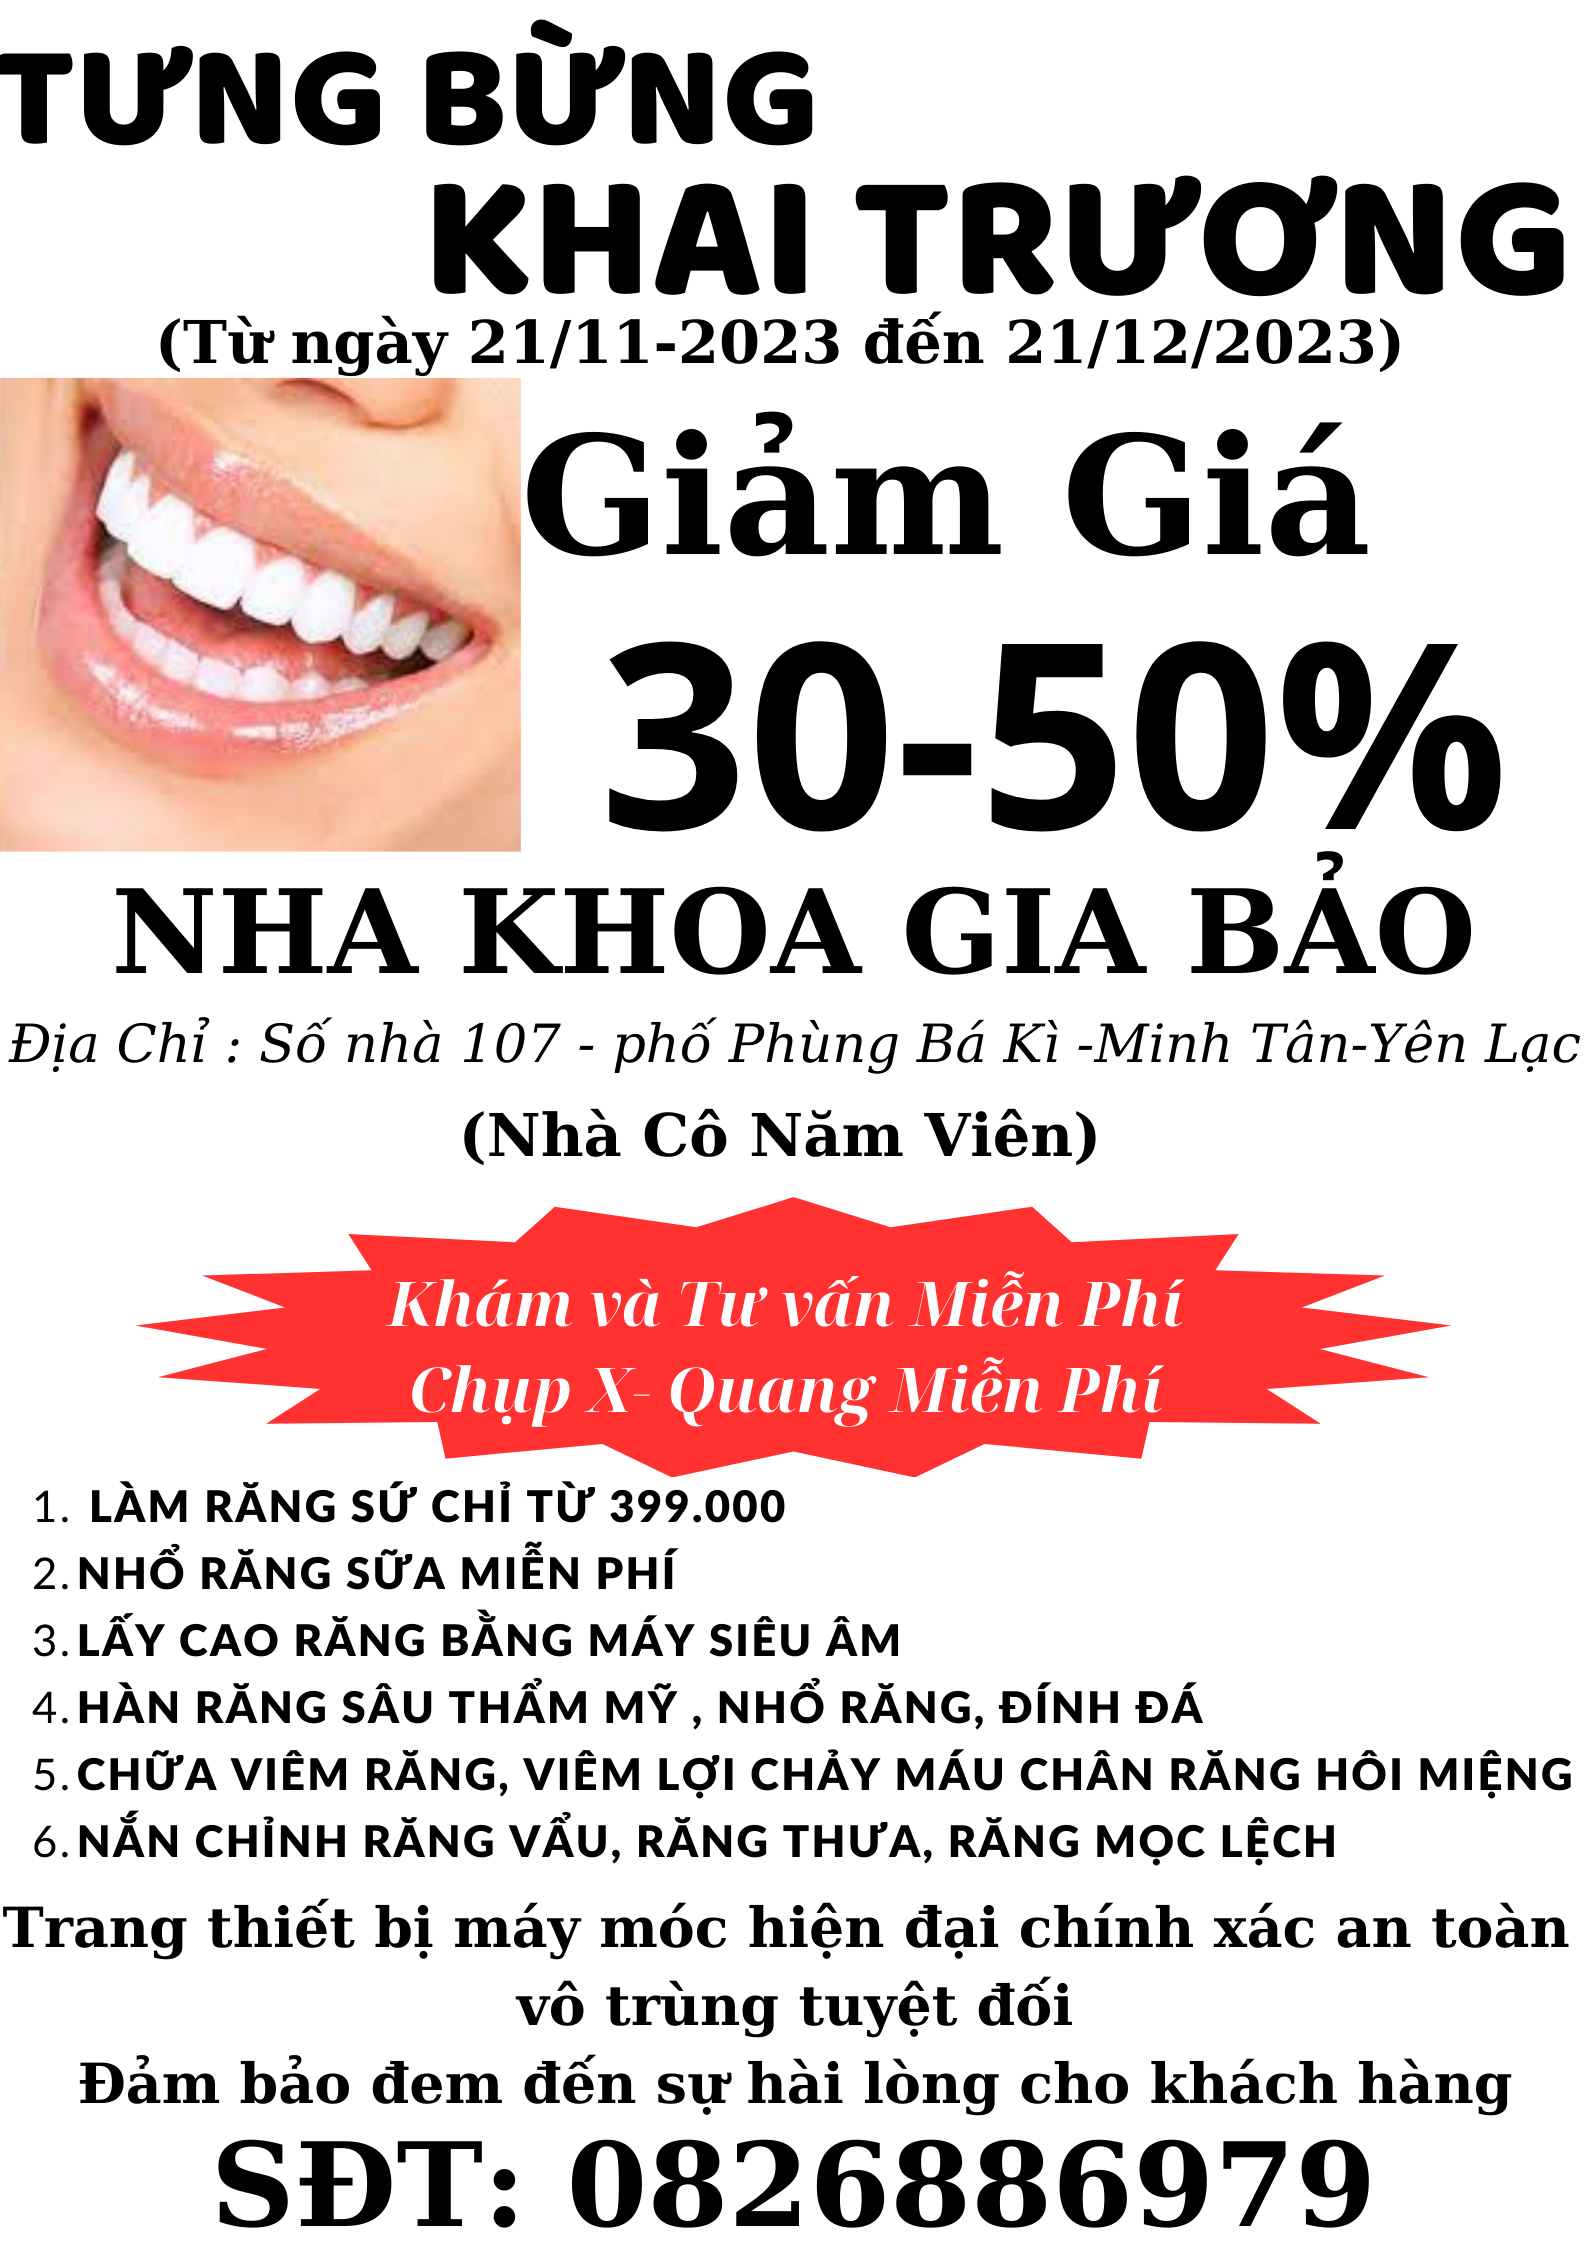 TƯNG BỪNG
KHAI TRƯƠNG
(Từ ngày 21/11-2023 đến 21/12/2023)
Giảm Giá
30-50%
NHA KHOA GIA BẢO
Địa Chỉ : Số nhà 107 - phố Phùng Bá Kì -Minh Tân-Yên Lạc
(Nhà Cô Năm Viên)
Khám và Tư vấn Miễn Phí
Chụp X- Quang Miễn Phí
1. LÀM RĂNG SỨ CHỈ TỪ 399.000
2. NHỔ RĂNG SỮA MIỄN PHÍ
3. LẤY CAO RĂNG BẰNG MÁY SIÊU ÂM
4. HÀN RĂNG SÂU THẨM MỸ , NHỔ RĂNG, ĐÍNH ĐÁ
5. CHỮA VIÊM RĂNG, VIÊM LỢI CHẢY MÁU CHÂN RĂNG HÔI MIỆNG
6. NẮN CHỈNH RĂNG VẨU, RĂNG THƯA, RĂNG MỌC LỆCH
Trang thiết bị máy móc hiện đại chính xác an toàn
vô trùng tuyệt đối
Đảm bảo đem đến sự hài lòng cho khách hàng
SĐT: 0826886979